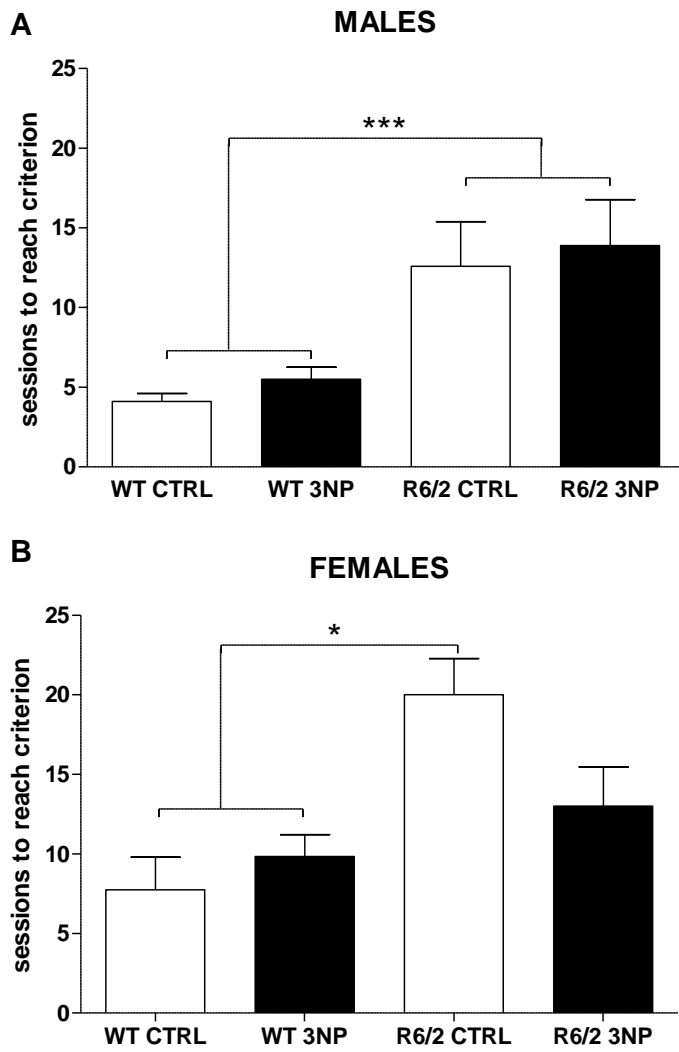 A
MALES
25
20
15
10
5
0
sessions to reach criterion
***
WT CTRL WT 3NP R6/2 CTRL R6/2 3NP
B
FEMALES
25
20
15
10
5
0
sessions to reach criterion
*
WT CTRL WT 3NP R6/2 CTRL R6/2 3NP